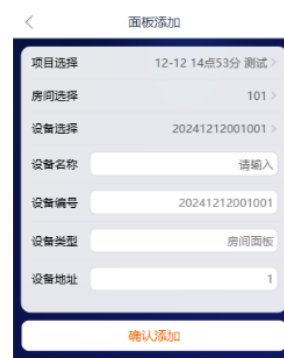 面板添加
项目选择 12-12 14点53分 测试
房间选择 101
设备选择 20241212001001
设备名称 请输入
设备编号 20241212001001
设备类型 房间面板
设备地址 1
确认添加